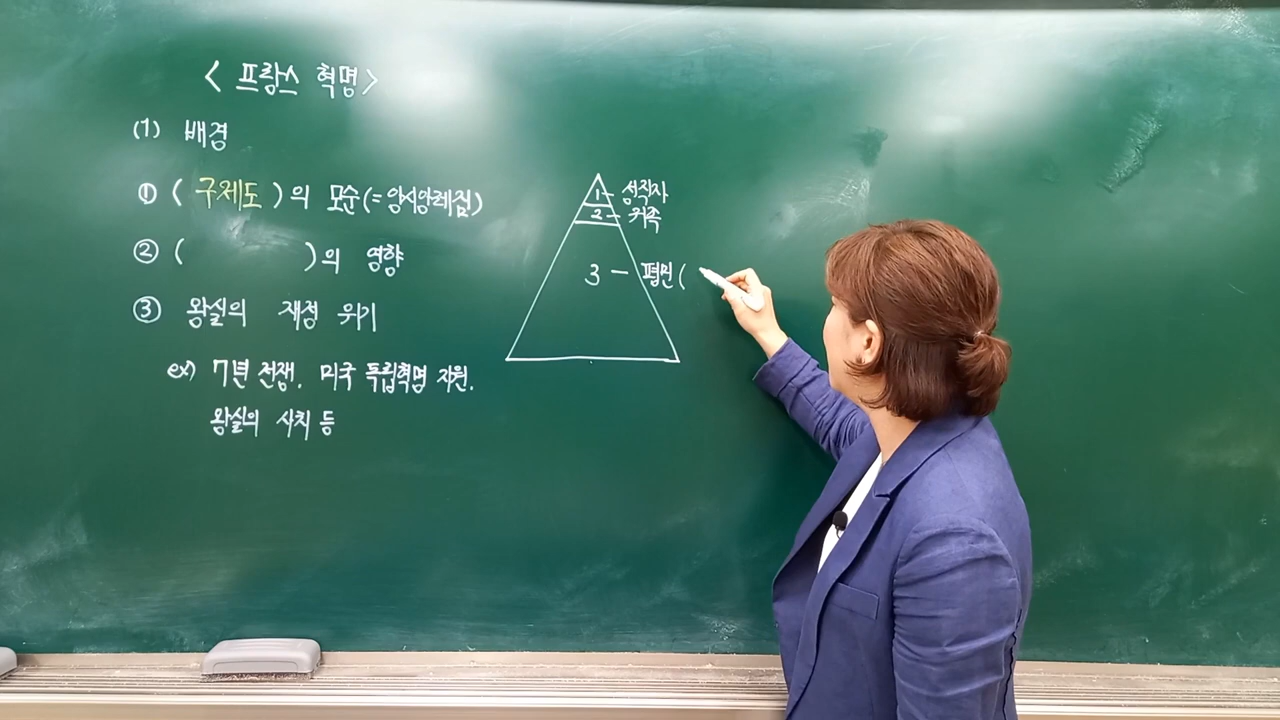 < 프랑스 혁명 >
(1) 배경
① ( 구제도 )의 모순(=앙시앙레짐)
② ( )의 영향
③ 왕실의 재정 위기
ex) 7년 전쟁, 미국 독립혁명 지원,
왕실의 사치 등
1 - 성직자
2 - 귀족
3 - 평민 (